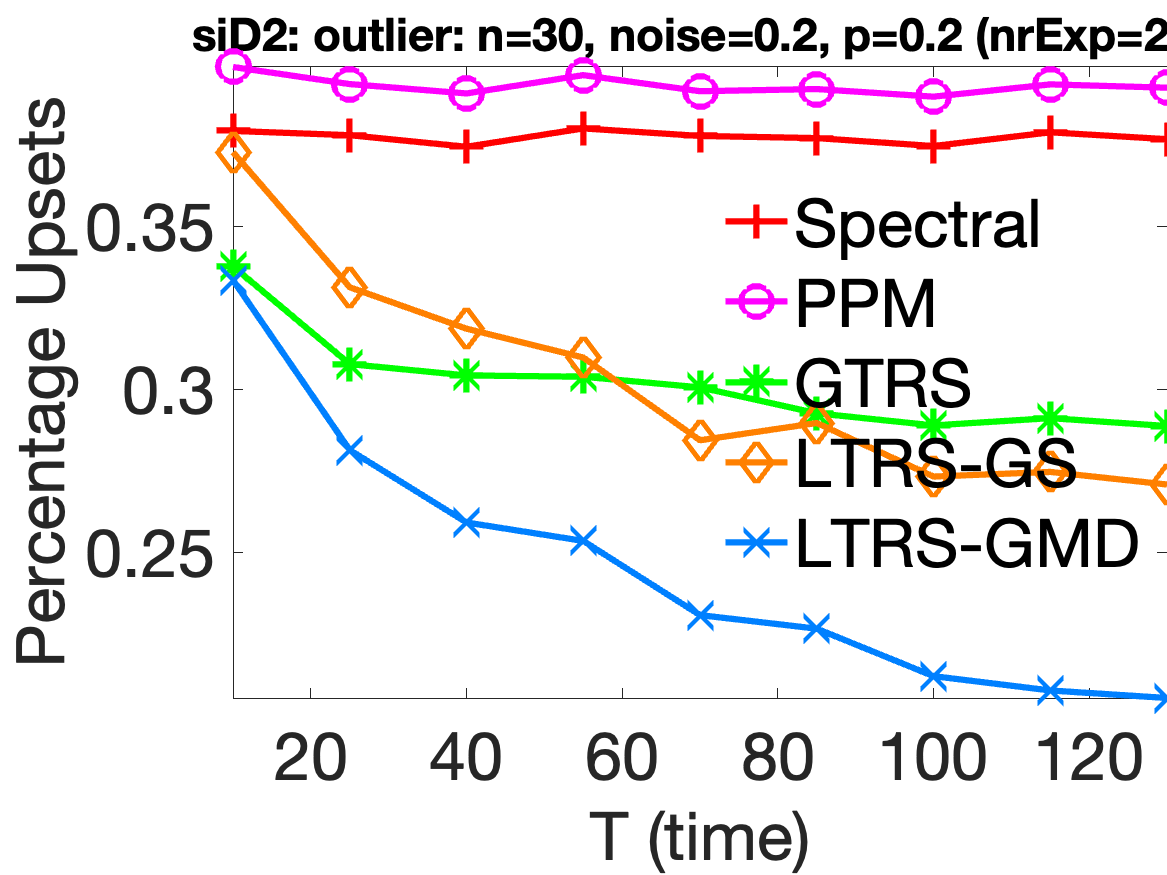 siD2: outlier: n=30, noise=0.2, p=0.2 (nrExp=2
Percentage Upsets
0.35
0.3
0.25
Spectral
PPM
GTRS
LTRS-GS
LTRS-GMD
20 40 60 80 100 120
T (time)